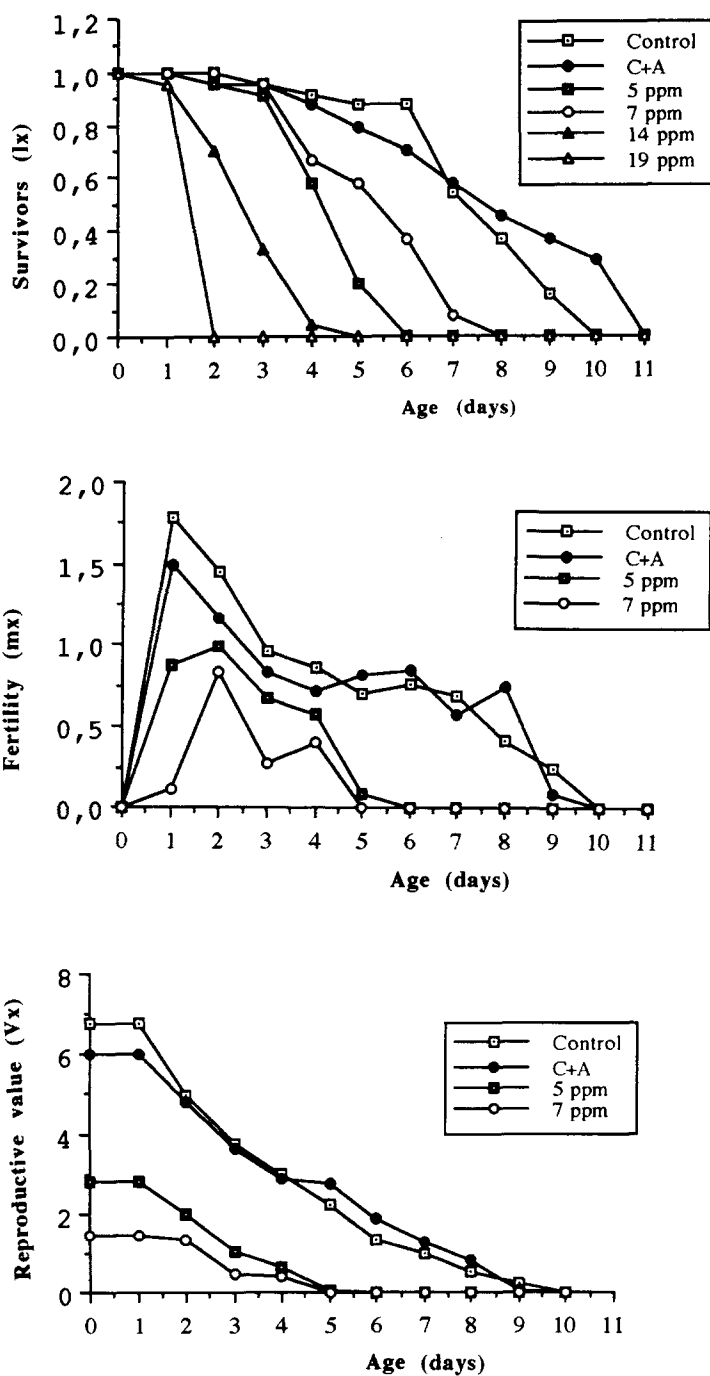 1,2
1,0
0,8
0,6
0,4
0,2
0,0
Survivors (lx)
0 1 2 3 4 5 6 7 8 9 10 11
Age (days)
Control
C+A
5 ppm
7 ppm
14 ppm
19 ppm
2,0
1,5
1,0
0,5
0,0
Fertility (mx)
0 1 2 3 4 5 6 7 8 9 10 11
Age (days)
Control
C+A
5 ppm
7 ppm
8
6
4
2
0
Reproductive value (Vx)
0 1 2 3 4 5 6 7 8 9 10 11
Age (days)
Control
C+A
5 ppm
7 ppm